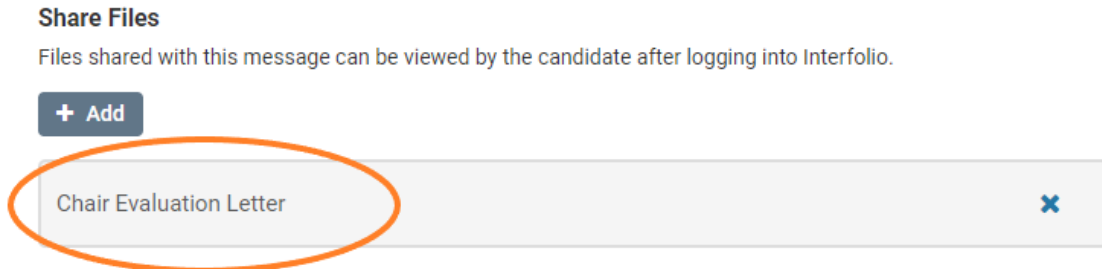 Share Files
Files shared with this message can be viewed by the candidate after logging into Interfolio.
+ Add
Chair Evaluation Letter